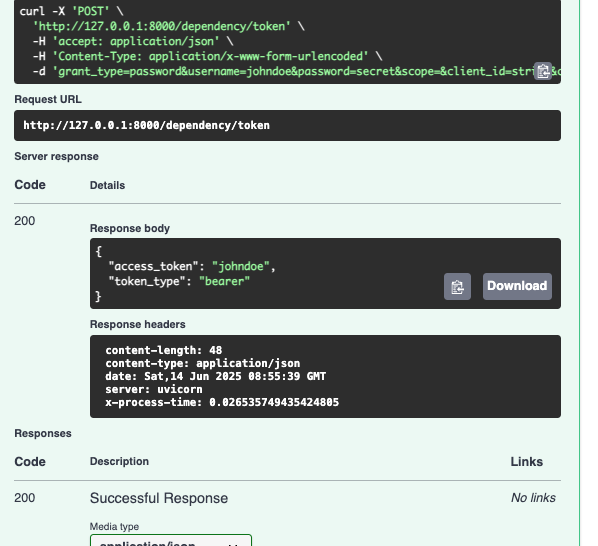 curl -X 'POST' \
'http://127.0.0.1:8000/dependency/token' \
-H 'accept: application/json' \
-H 'Content-Type: application/x-www-form-urlencoded' \
-d 'grant_type=password&username=johndoe&password=secret&scope=&client_id=
Request URL
http://127.0.0.1:8000/dependency/token
Server response
Code Details
200
Response body
{
"access_token": "johndoe",
"token_type": "bearer"
}
Download
Response headers
content-length: 48
content-type: application/json
date: Sat,14 Jun 2025 08:55:39 GMT
server: uvicorn
x-process-time: 0.026535749435424805
Responses
Code Description Links
200 Successful Response No links
Media type
application/json